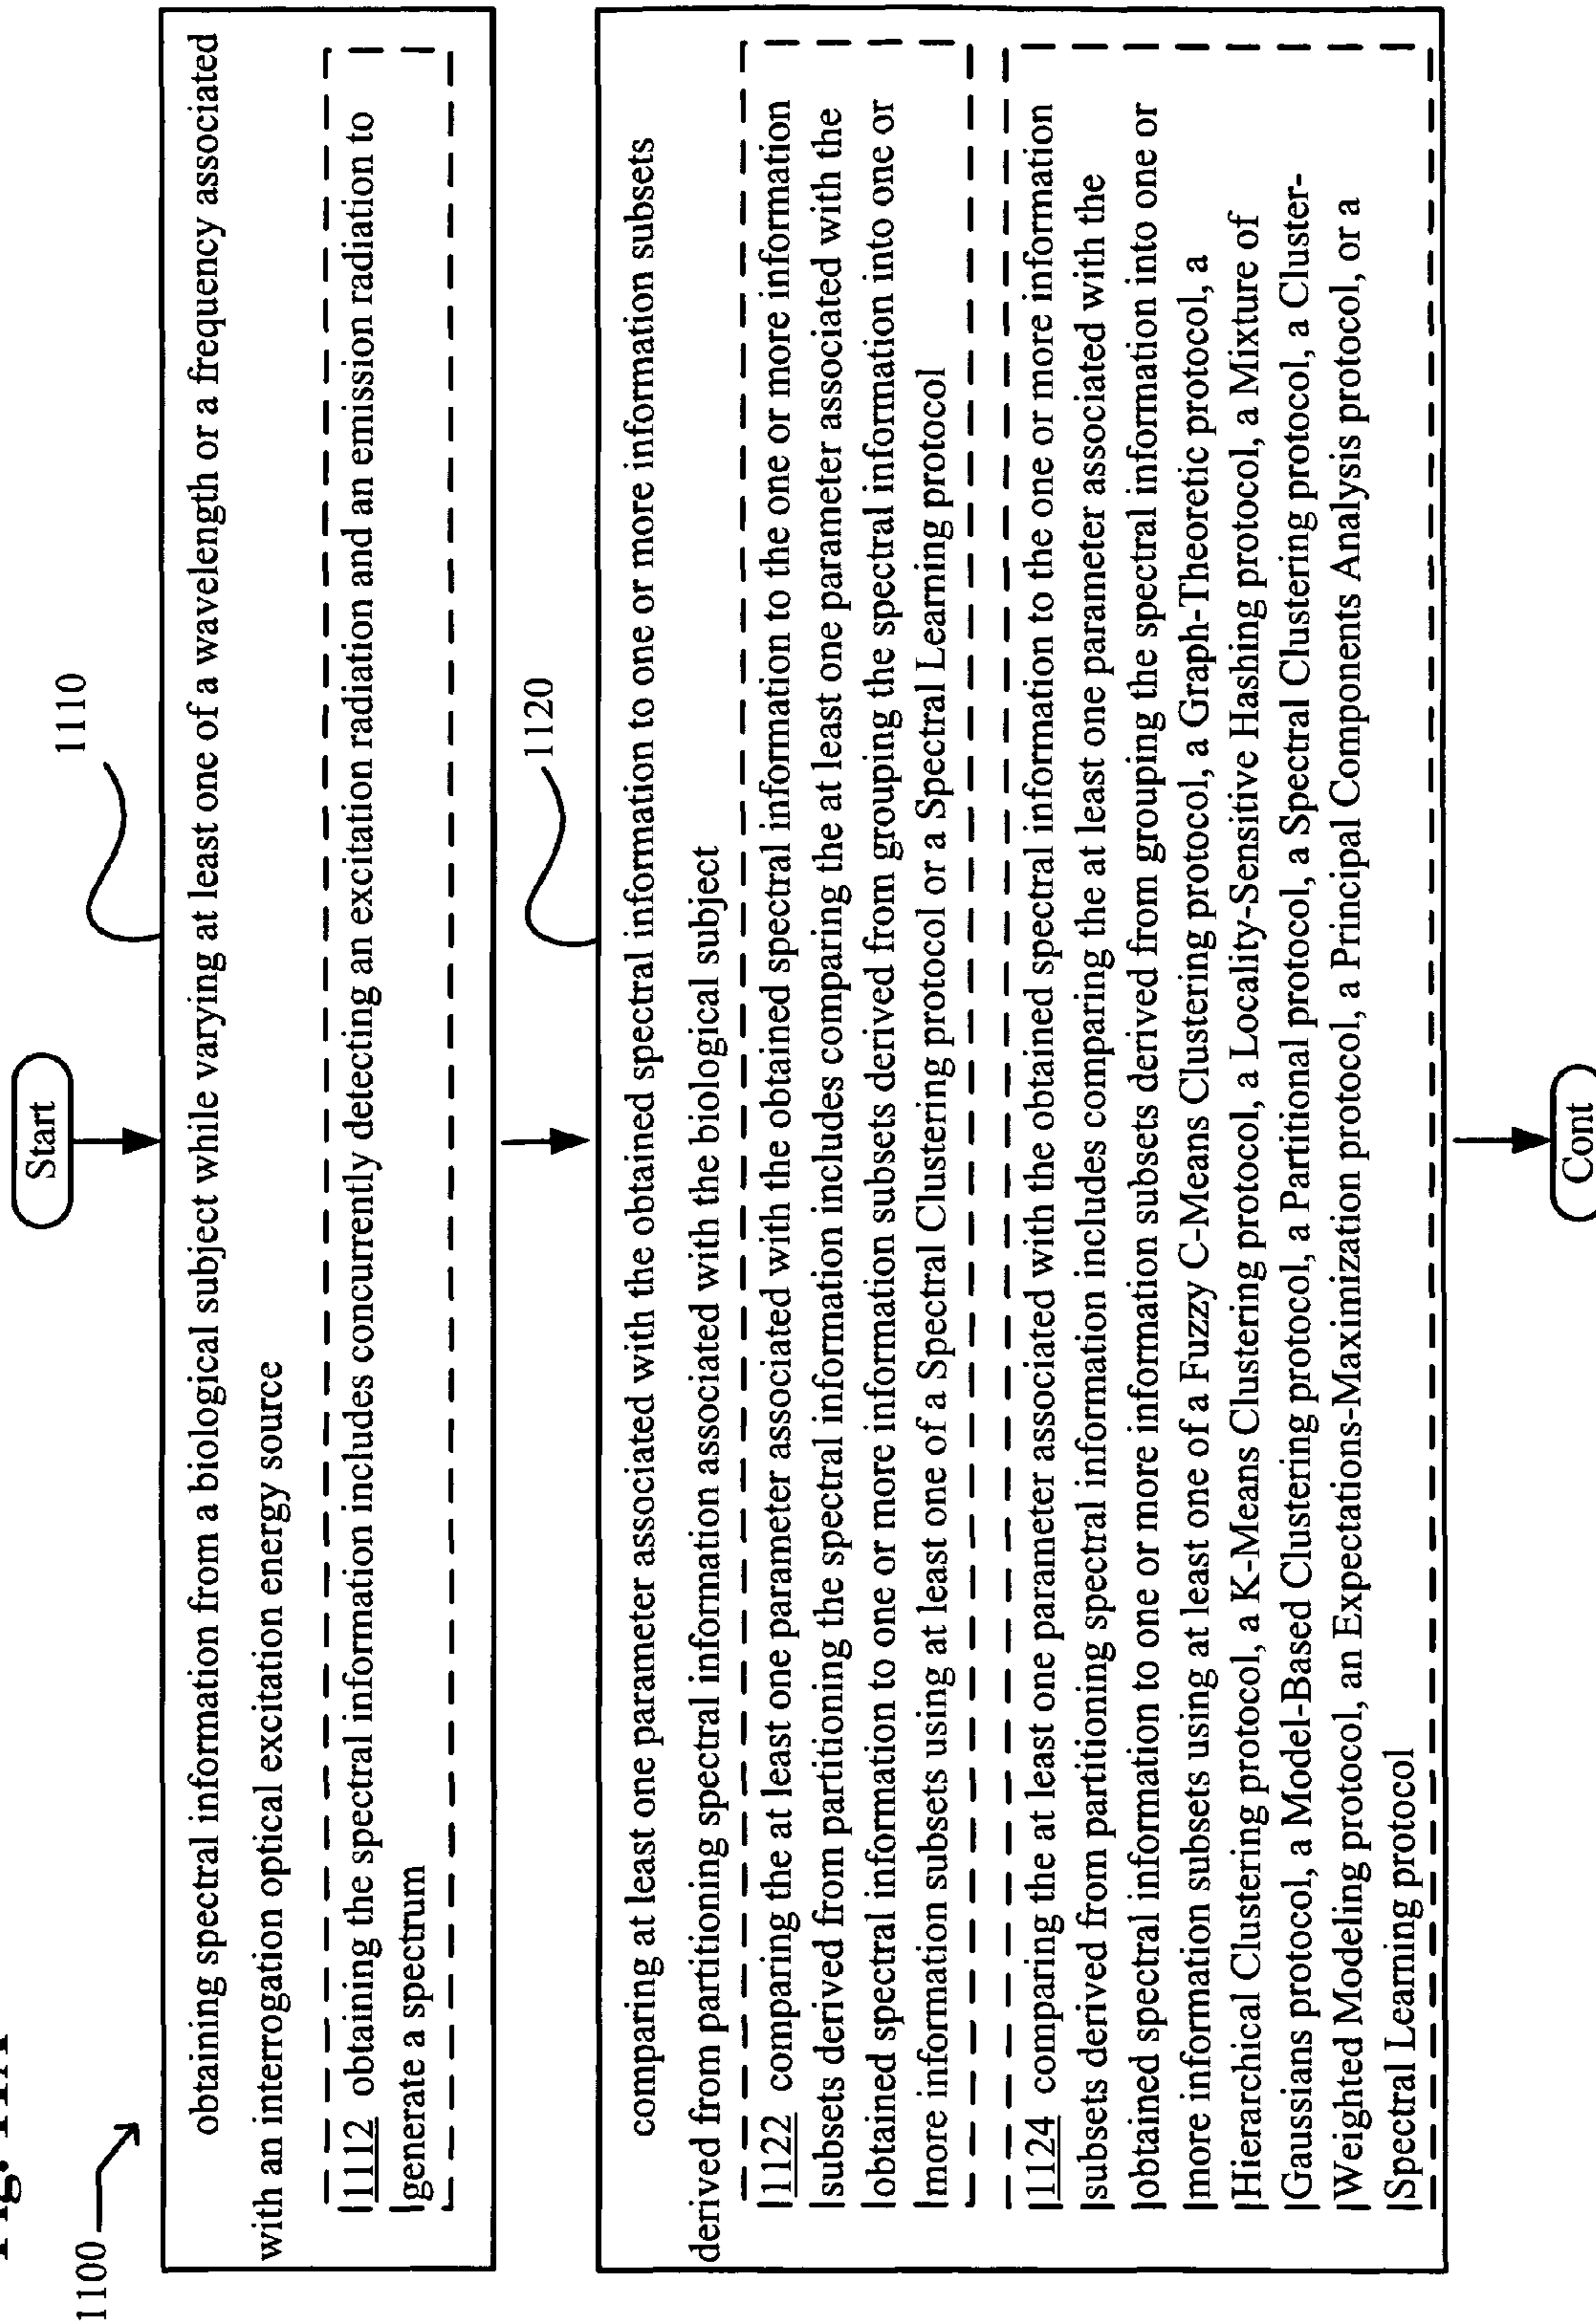 1100
Start
1110
obtaining spectral information from a biological subject while varying at least one of a wavelength or a frequency associated
with an interrogation optical excitation energy source
1112 obtaining the spectral information includes concurrently detecting an excitation radiation and an emission radiation to
generate a spectrum
1120
comparing at least one parameter associated with the obtained spectral information to one or more information subsets
derived from partitioning spectral information associated with the biological subject
1122 comparing the at least one parameter associated with the obtained spectral information to the one or more information
subsets derived from partitioning the spectral information includes comparing the at least one parameter associated with the
obtained spectral information to one or more information subsets derived from grouping the spectral information into one or
more information subsets using at least one of a Spectral Clustering protocol or a Spectral Learning protocol
1124 comparing the at least one parameter associated with the obtained spectral information to the one or more information
subsets derived from partitioning spectral information includes comparing the at least one parameter associated with the
obtained spectral information to one or more information subsets derived from grouping the spectral information into one or
more information subsets using at least one of a Fuzzy C-Means Clustering protocol, a Graph-Theoretic protocol, a
Hierarchical Clustering protocol, a K-Means Clustering protocol, a Locality-Sensitive Hashing protocol, a Mixture of
Gaussians protocol, a Model-Based Clustering protocol, a Partitional protocol, a Spectral Clustering protocol, a Cluster-
Weighted Modeling protocol, an Expectations-Maximization protocol, a Principal Components Analysis protocol, or a
Spectral Learning protocol
Cont